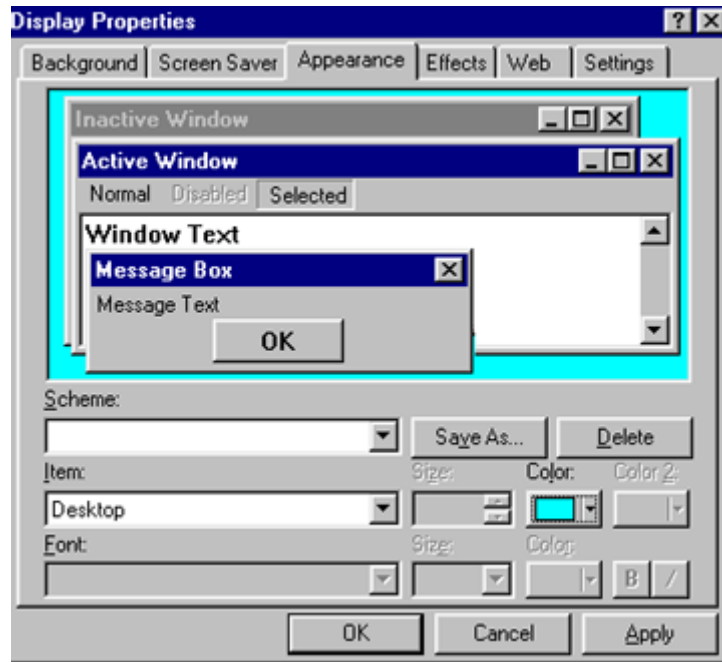 Display Properties
Background Screen Saver Appearance Effects Web Settings
Inactive Window
Active Window
Normal Disabled Selected
Window Text
Message Box
Message Text
OK
Scheme:
Save As... Delete
Item: Size: Color: Color 2:
Desktop
Font: Size: Color:
B /
OK Cancel Apply